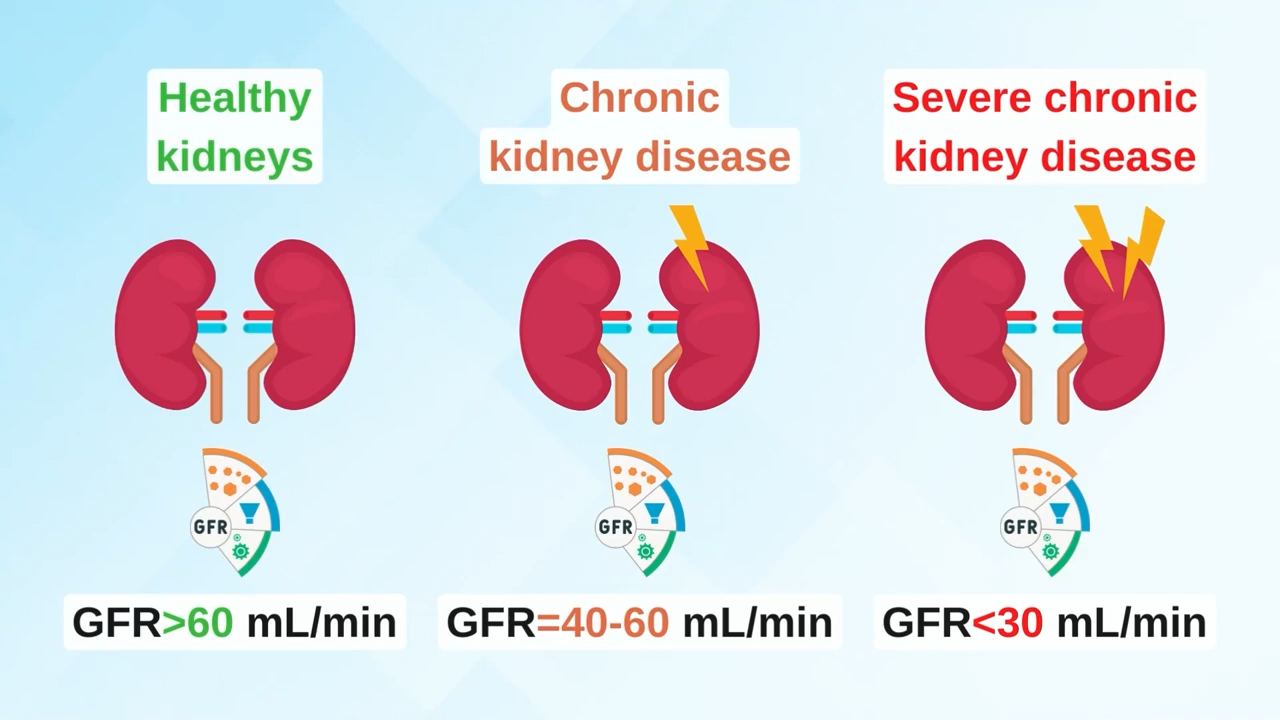 Healthy
kidneys
Chronic
kidney disease
Severe chronic
kidney disease
GFR
GFR
GFR
GFR>60 mL/min
GFR=40-60 mL/min
GFR<30 mL/min